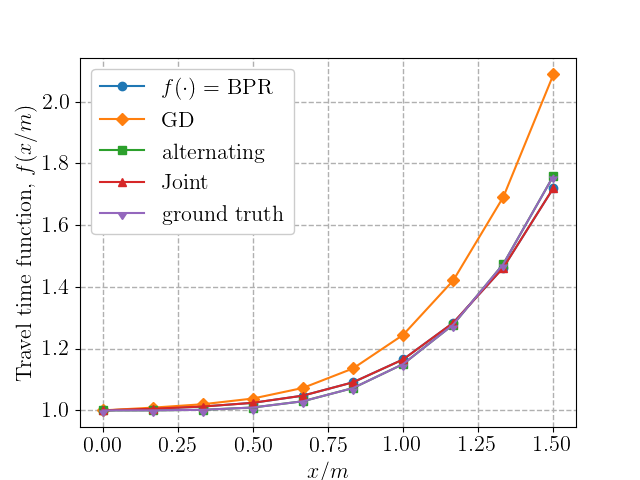 f(·) = BPR
GD
alternating
Joint
ground truth
Travel time function, f(x/m)
2.0
1.8
1.6
1.4
1.2
1.0
0.00 0.25 0.50 0.75 1.00 1.25 1.50
x/m